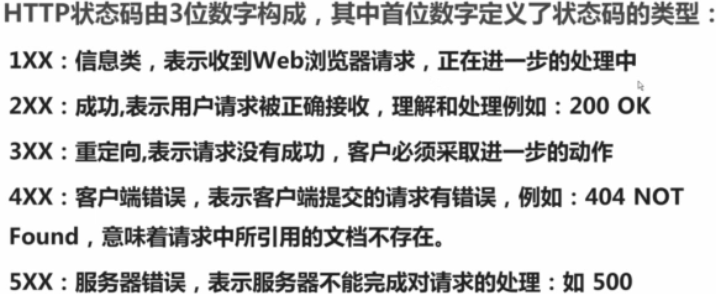 HTTP状态码由3位数字构成，其中首位数字定义了状态码的类型：
1XX：信息类，表示收到Web浏览器请求，正在进一步的处理中
2XX：成功,表示用户请求被正确接收，理解和处理例如：200 OK
3XX：重定向,表示请求没有成功，客户必须采取进一步的动作
4XX：客户端错误，表示客户端提交的请求有错误，例如：404 NOT
Found，意味着请求中所引用的文档不存在。
5XX：服务器错误，表示服务器不能完成对请求的处理：如 500